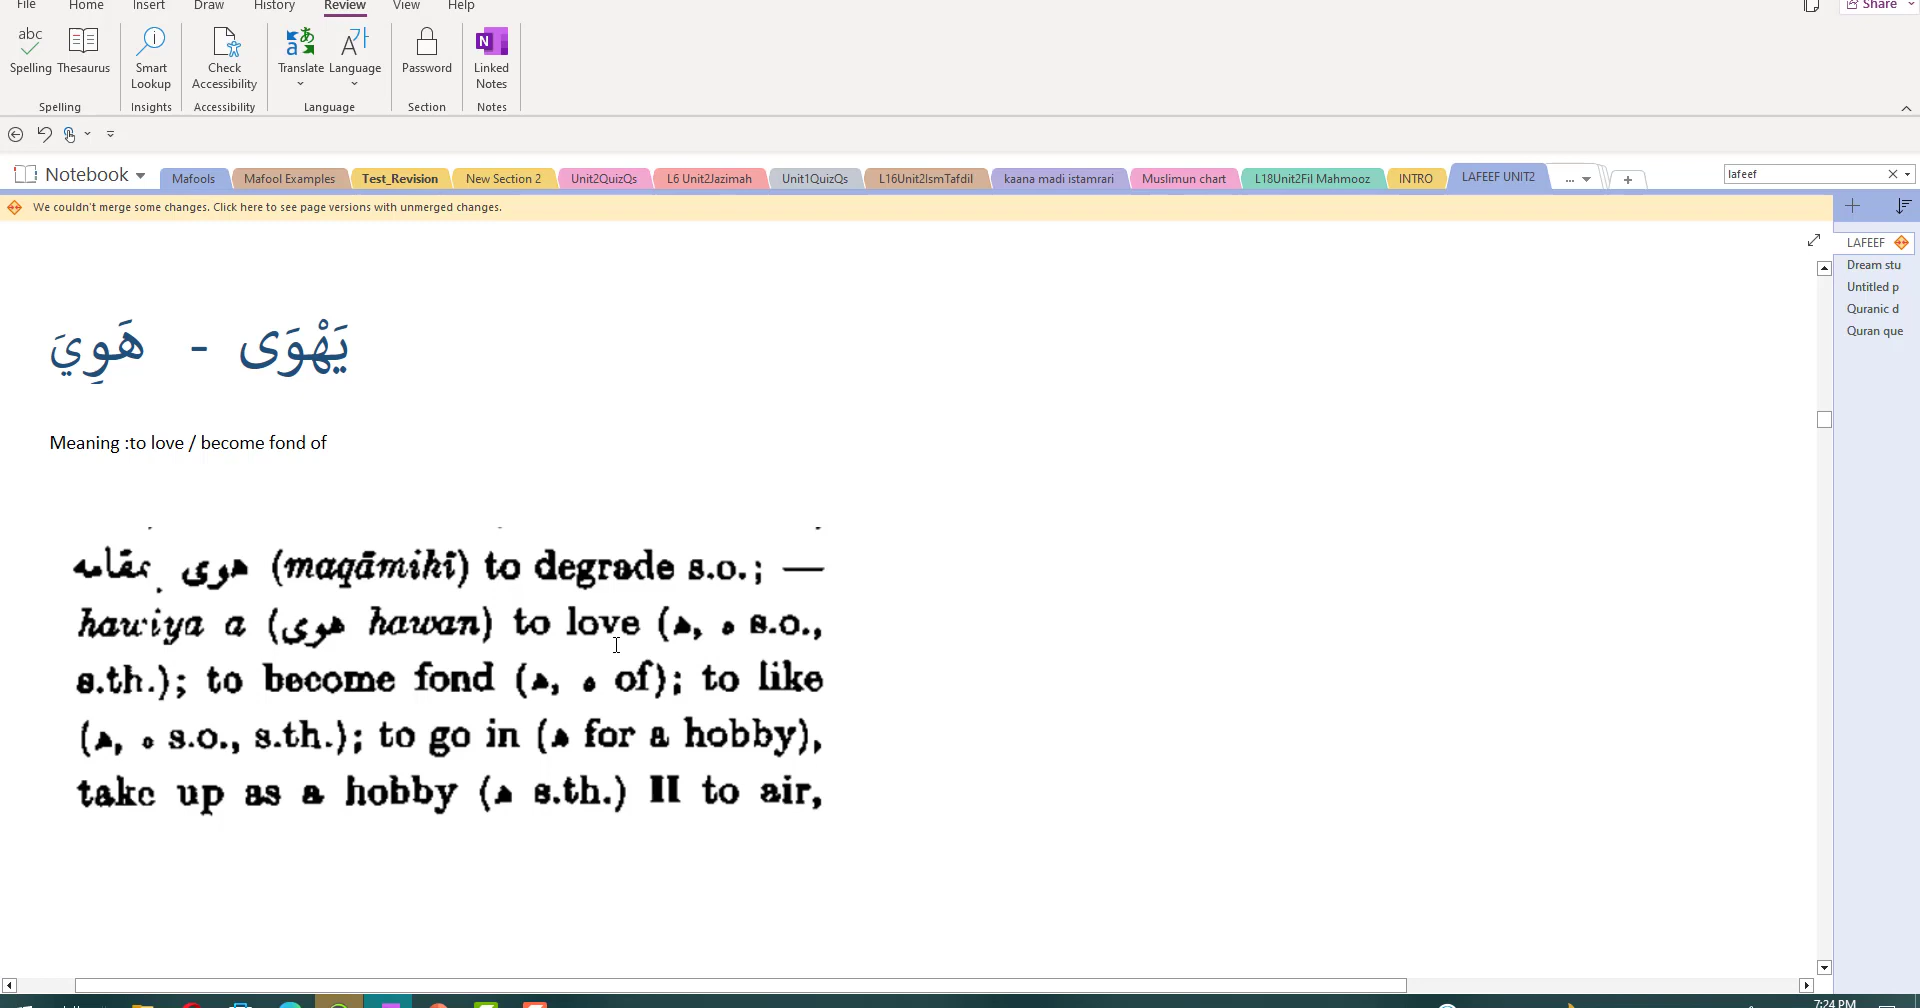 File Home Insert Draw History Review View Help
Share
abc
Spelling Thesaurus Smart Lookup Check Accessibility Translate Language Password Linked Notes
Spelling Insights Accessibility Language Section Notes
Notebook Mafools Mafool Examples Test_Revision New Section 2 Unit2QuizQs L6 Unit2Jazimah Unit1QuizQs L16Unit2IsmTafdil kaana madi istamrari Muslimun chart L18Unit2Fil Mahmooz INTRO LAFEEF UNIT2 ... lafeef
We couldn't merge some changes. Click here to see page versions with unmerged changes.
LAFEEF
Dream stu
Untitled p
Quranic d
Quran que
هَوِيَ - يَهْوَى
Meaning :to love / become fond of
هوى بمقامه (maqāmihī) to degrade s.o.; —
hawiya a (هوى hawan) to love (ه, ه s.o.,
s.th.); to become fond (ه, ه of); to like
(ه, ه s.o., s.th.); to go in (ه for a hobby),
take up as a hobby (ه s.th.) II to air,
7:24 PM